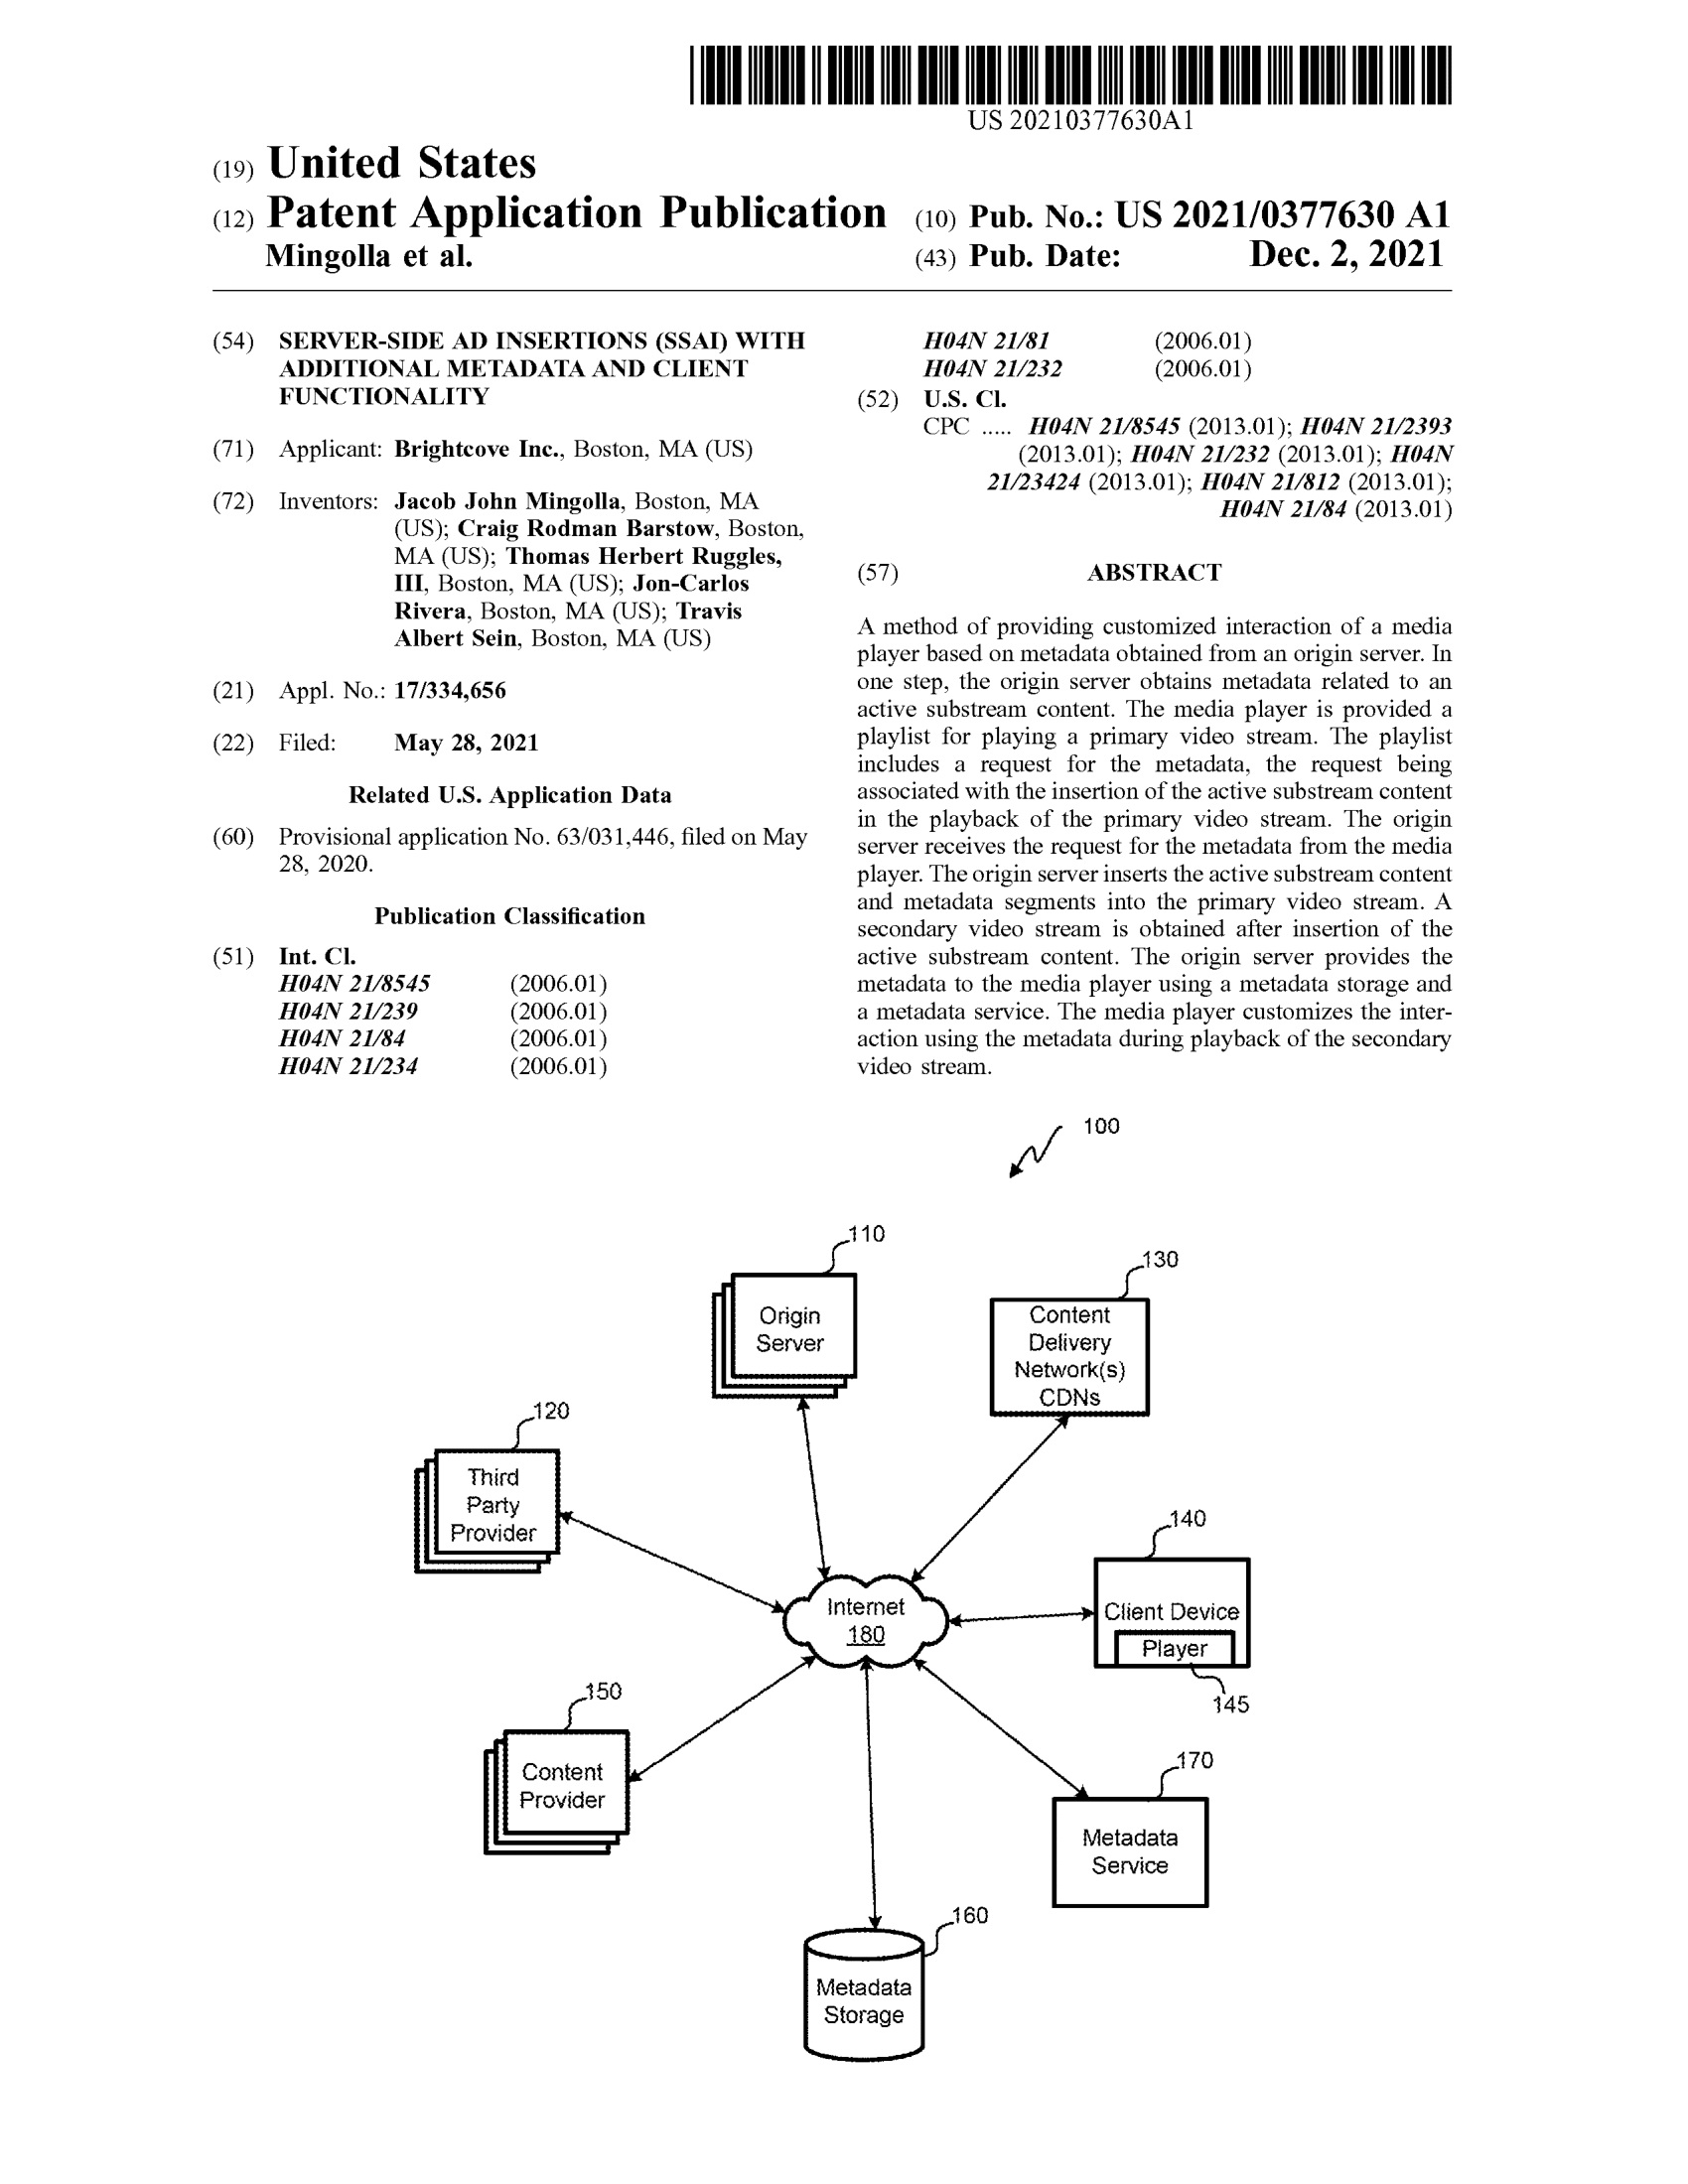 US 20210377630A1
(19) United States
(12) Patent Application Publication
Mingolla et al.
(10) Pub. No.: US 2021/0377630 A1
(43) Pub. Date: Dec. 2, 2021
(54) SERVER-SIDE AD INSERTIONS (SSAI) WITH
ADDITIONAL METADATA AND CLIENT
FUNCTIONALITY
(71) Applicant: Brightcove Inc., Boston, MA (US)
(72) Inventors: Jacob John Mingolla, Boston, MA
(US); Craig Rodman Barstow, Boston,
MA (US); Thomas Herbert Ruggles,
III, Boston, MA (US); Jon-Carlos
Rivera, Boston, MA (US); Travis
Albert Sein, Boston, MA (US)
(21) Appl. No.: 17/334,656
(22) Filed: May 28, 2021
Related U.S. Application Data
(60) Provisional application No. 63/031,446, filed on May
28, 2020.
Publication Classification
(51) Int. Cl.
H04N 21/8545 (2006.01)
H04N 21/239 (2006.01)
H04N 21/84 (2006.01)
H04N 21/234 (2006.01)
H04N 21/81 (2006.01)
H04N 21/232 (2006.01)
(52) U.S. Cl.
CPC ..... H04N 21/8545 (2013.01); H04N 21/2393
(2013.01); H04N 21/232 (2013.01); H04N
21/23424 (2013.01); H04N 21/812 (2013.01);
H04N 21/84 (2013.01)
(57) ABSTRACT
A method of providing customized interaction of a media
player based on metadata obtained from an origin server. In
one step, the origin server obtains metadata related to an
active substream content. The media player is provided a
playlist for playing a primary video stream. The playlist
includes a request for the metadata, the request being
associated with the insertion of the active substream content
in the playback of the primary video stream. The origin
server receives the request for the metadata from the media
player. The origin server inserts the active substream content
and metadata segments into the primary video stream. A
secondary video stream is obtained after insertion of the
active substream content. The origin server provides the
metadata to the media player using a metadata storage and
a metadata service. The media player customizes the inter-
action using the metadata during playback of the secondary
video stream.
100
110
Origin
Server
130
Content
Delivery
Network(s)
CDNs
120
Third
Party
Provider
140
Client Device
Player
145
Internet
180
150
Content
Provider
170
Metadata
Service
160
Metadata
Storage